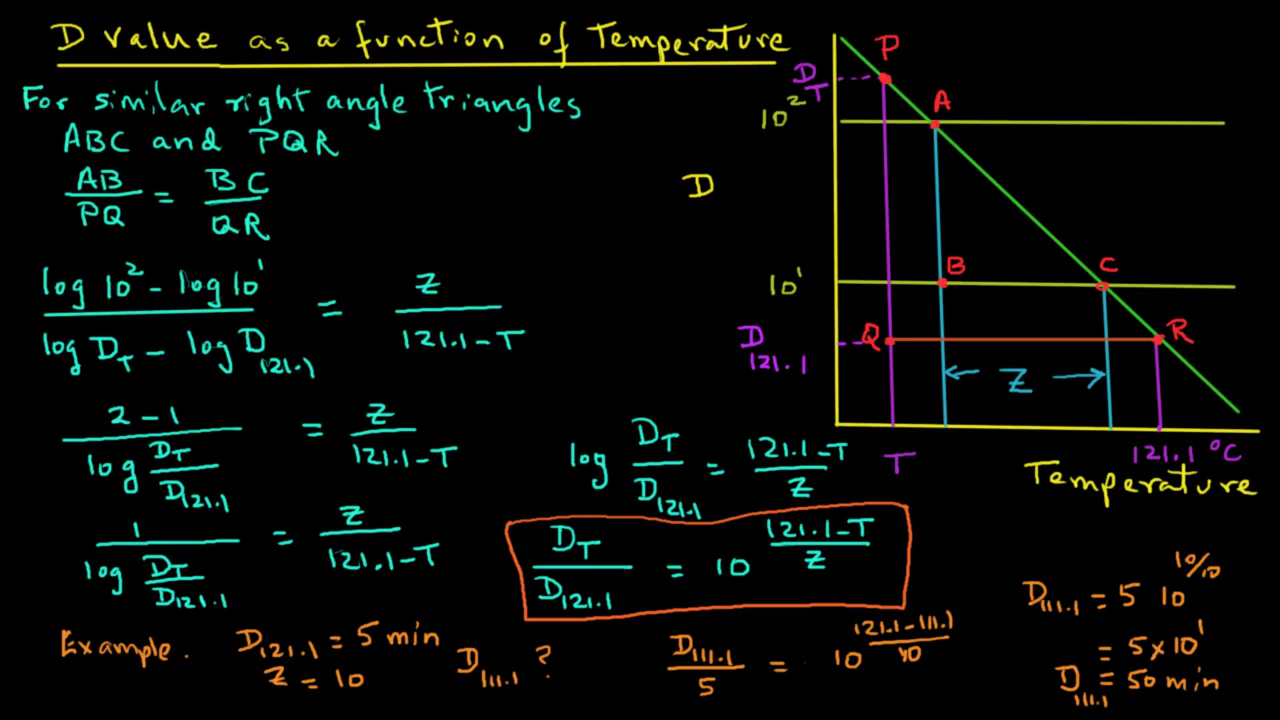 D value as a function of Temperature
For similar right angle triangles
ABC and PQR
AB/PQ = BC/QR
(log 10² - log 10¹)/(log D_T - log D_121.1) = Z/(121.1-T)
(2-1)/(log D_T/D_121.1) = Z/(121.1-T)
1/(log D_T/D_121.1) = Z/(121.1-T)
log D_T/D_121.1 = (121.1-T)/Z
D_T/D_121.1 = 10^((121.1-T)/Z)
Example. D_121.1 = 5 min
Z = 10
D_111.1 ?
D_111.1/5 = 10^((121.1-111.1)/10)
D_111.1 = 5 10^(10/10)
= 5 × 10¹
D_111.1 = 50 min
D
D_T
10²
10¹
D_121.1
P
A
B
C
Q
R
Z
T
121.1 °C
Temperature